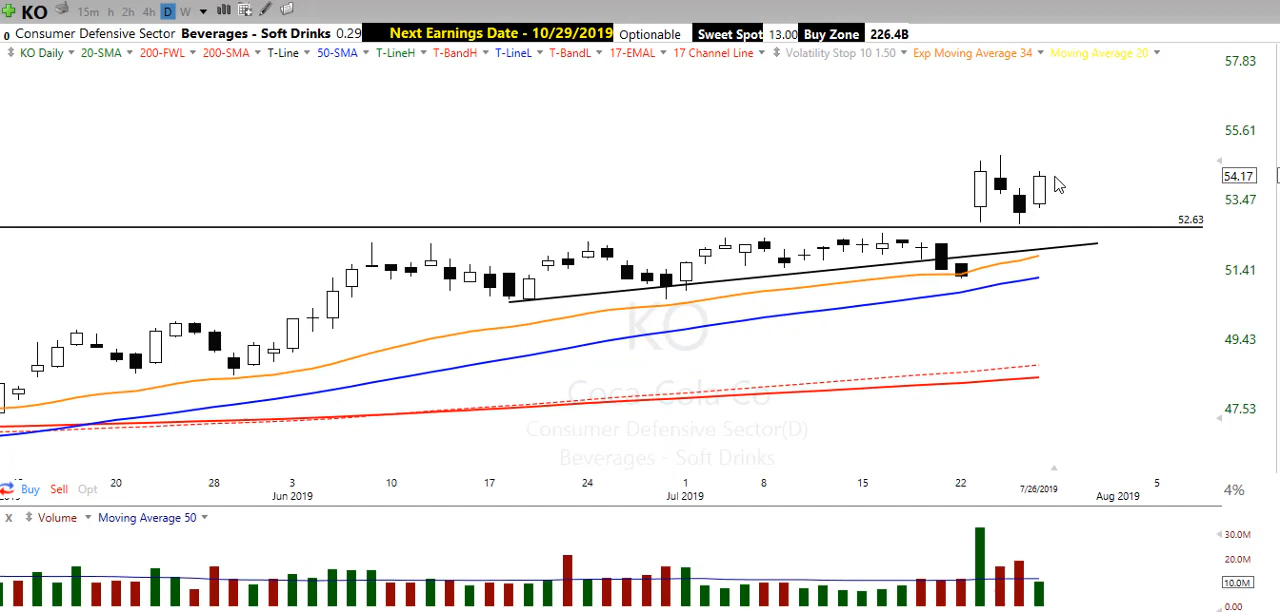 KO 15m h 2h 4h D W
Consumer Defensive Sector Beverages - Soft Drinks 0.29 Next Earnings Date - 10/29/2019 Optionable Sweet Spot 13.00 Buy Zone 226.4B
KO Daily 20-SMA 200-FWL 200-SMA T-Line 50-SMA T-LineH T-BandH T-LineL T-BandL 17-EMAL 17 Channel Line Volatility Stop 10 1.50 Exp Moving Average 34 Moving Average 20
57.83
55.61
54.17
53.47
52.63
51.41
49.43
47.53
KO
Coca-Cola Co
Consumer Defensive Sector(D)
Beverages - Soft Drinks
20 28 3 10 17 24 1 8 15 22 7/26/2019 5
Jun 2019 Jul 2019 Aug 2019
Buy Sell Opt
4%
X Volume Moving Average 50
30.0M
20.0M
10.0M
0.00